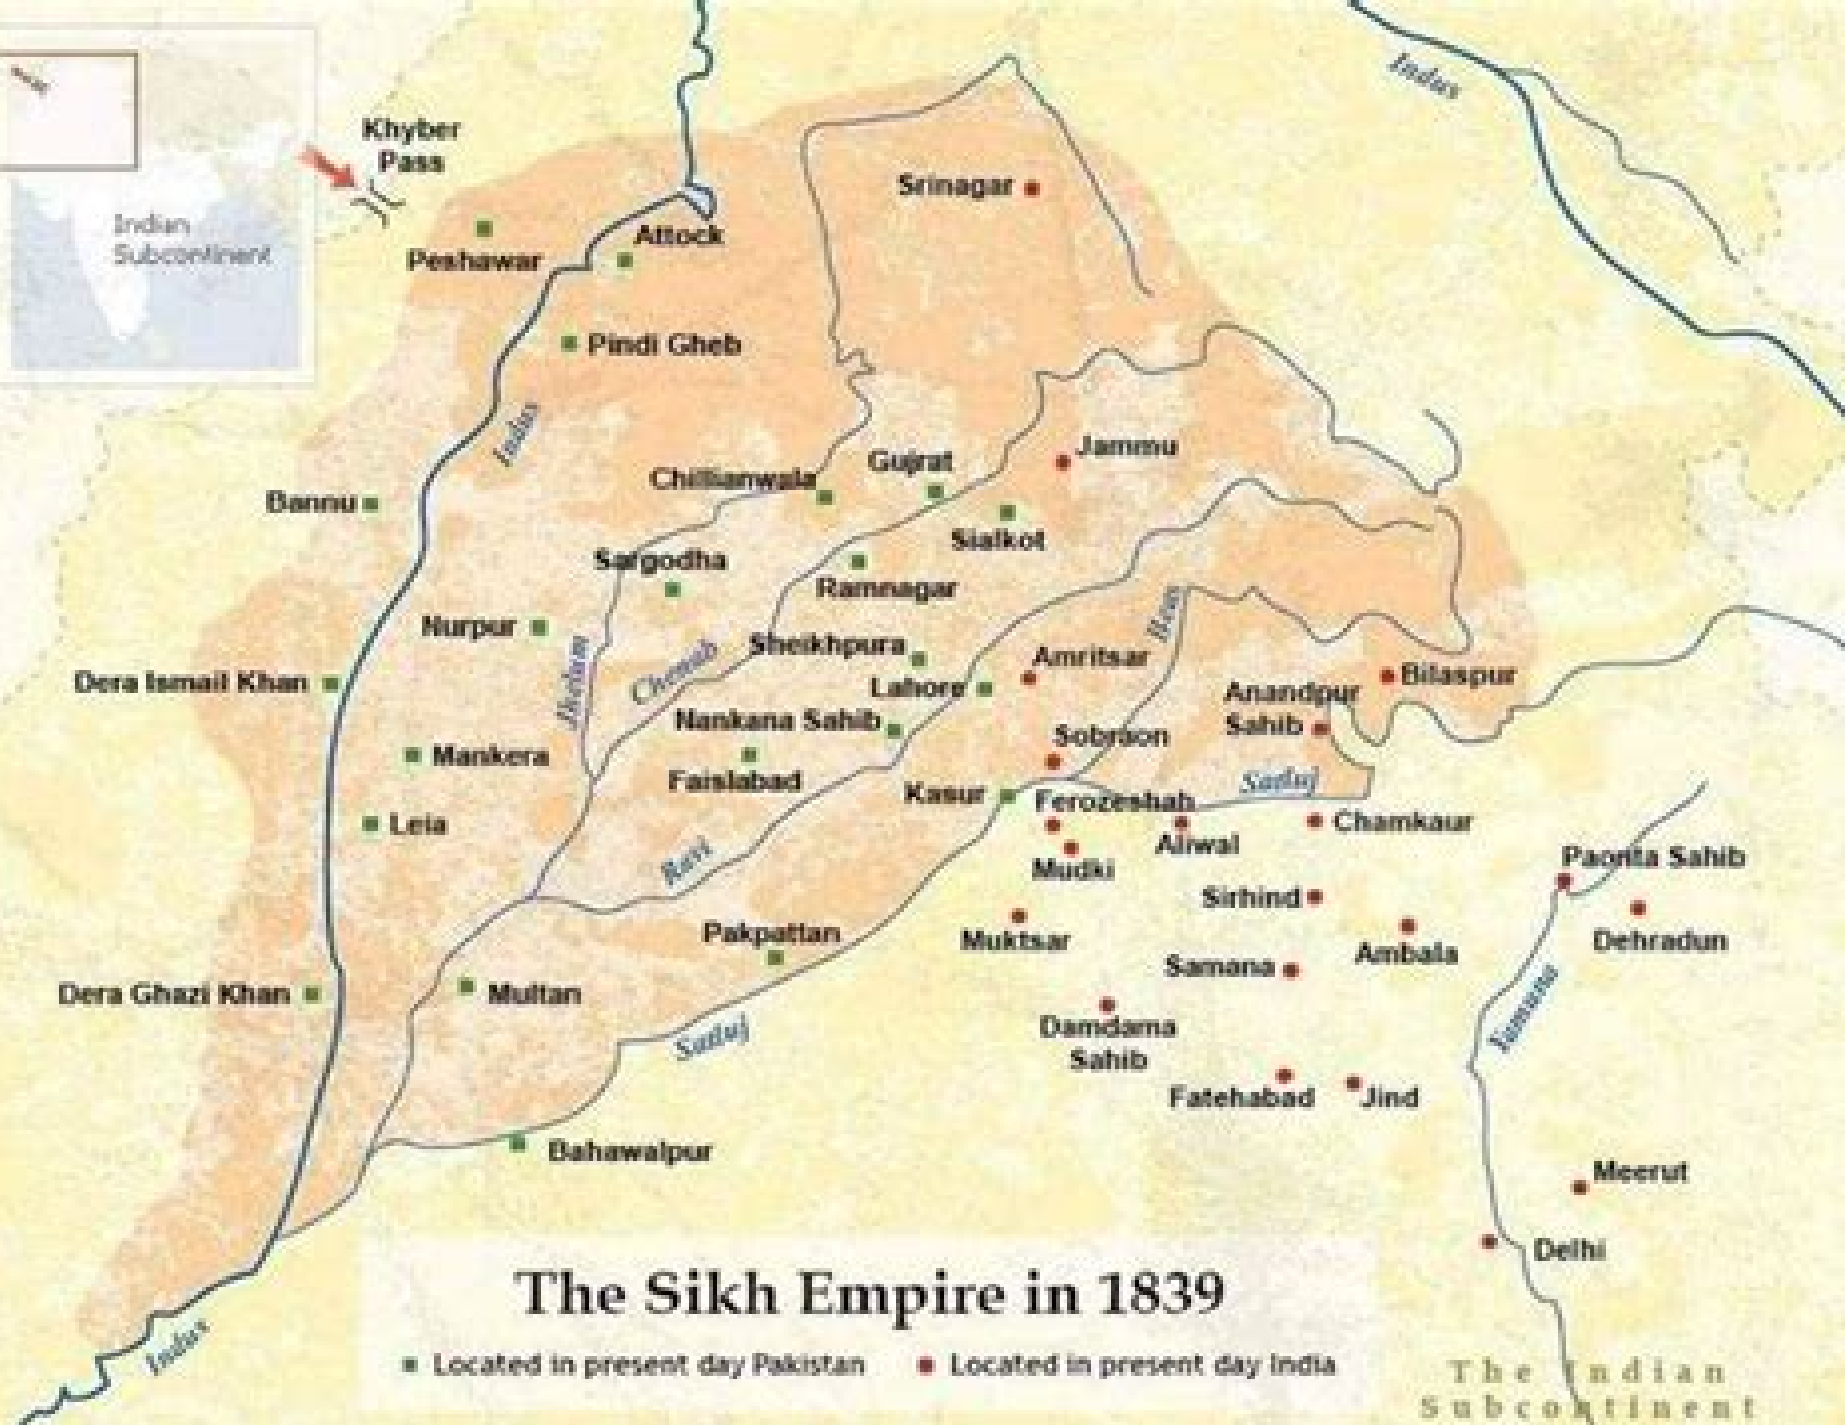 Indus
Khyber
Pass
Srinagar
Indian
Subcontinent
Attock
Peshawar
Pindi Gheb
Indus
Jammu
Gujrat
Chillianwala
Bannu
Sialkot
Sargodha
Ramnagar
Nurpur
Beas
Sheikhpura
Amritsar
Jhelum
Chenab
Dera Ismail Khan
Lahore
Bilaspur
Anandpur
Sahib
Nankana Sahib
Sobraon
Mankera
Faislabad
Satluj
Kasur
Ferozeshah
Leia
Chamkaur
Aliwal
Paonta Sahib
Ravi
Mudki
Sirhind
Pakpattan
Muktsar
Dehradun
Ambala
Samana
Dera Ghazi Khan
Multan
Yamuna
Damdama
Sahib
Satluj
Fatehabad
Jind
Bahawalpur
Meerut
Delhi
The Sikh Empire in 1839
Indus
Located in present day Pakistan
Located in present day India
The Indian
Subcontinent